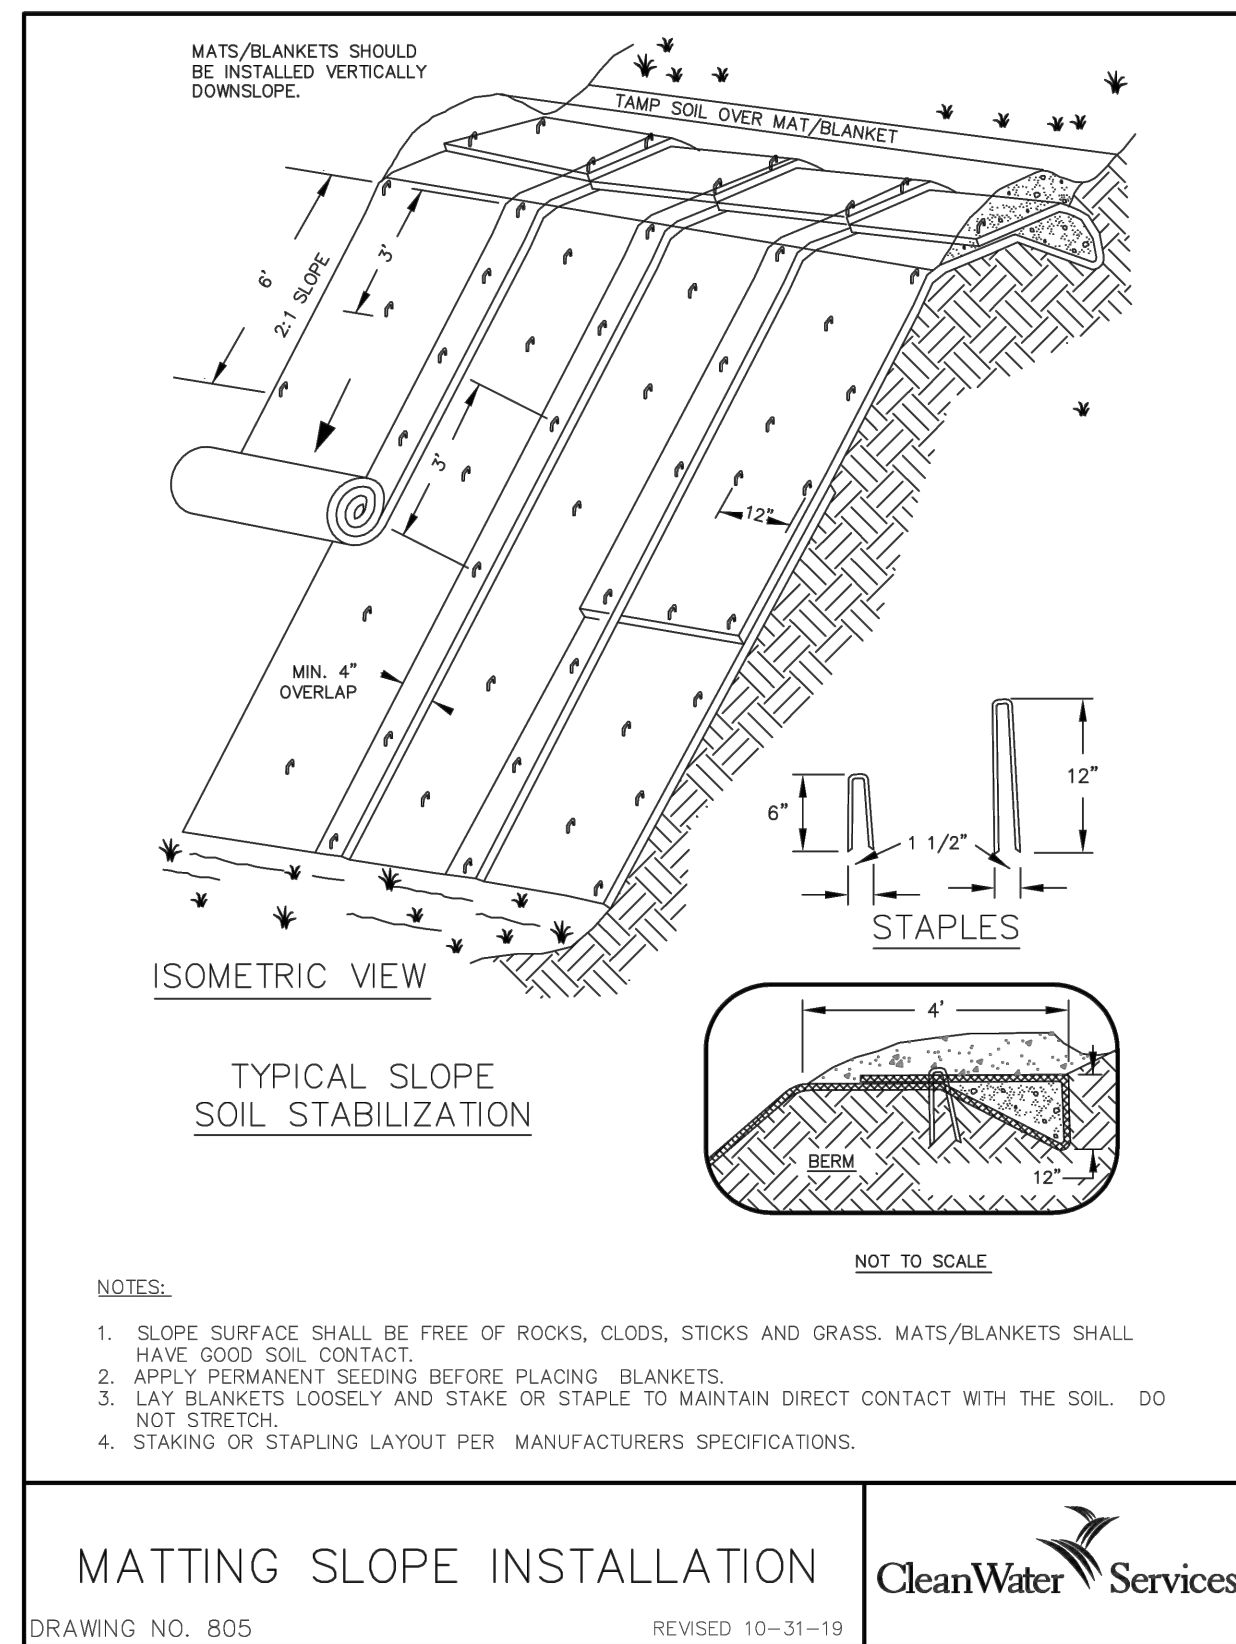 MATS/BLANKETS SHOULD
BE INSTALLED VERTICALLY
DOWNSLOPE.
TAMP SOIL OVER MAT/BLANKET
6'
2:1 SLOPE
3'
3'
12"
MIN. 4"
OVERLAP
6"
1 1/2"
12"
STAPLES
ISOMETRIC VIEW
TYPICAL SLOPE
SOIL STABILIZATION
4'
BERM
12"
NOT TO SCALE
NOTES:
1. SLOPE SURFACE SHALL BE FREE OF ROCKS, CLODS, STICKS AND GRASS. MATS/BLANKETS SHALL
HAVE GOOD SOIL CONTACT.
2. APPLY PERMANENT SEEDING BEFORE PLACING BLANKETS.
3. LAY BLANKETS LOOSELY AND STAKE OR STAPLE TO MAINTAIN DIRECT CONTACT WITH THE SOIL. DO
NOT STRETCH.
4. STAKING OR STAPLING LAYOUT PER MANUFACTURERS SPECIFICATIONS.
MATTING SLOPE INSTALLATION
DRAWING NO. 805
REVISED 10-31-19
CleanWater Services